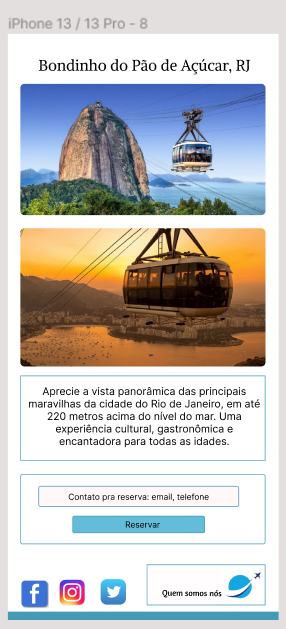 iPhone 13 / 13 Pro - 8
Bondinho do Pão de Açúcar, RJ
Aprecie a vista panorâmica das principais
maravilhas da cidade do Rio de Janeiro, em até
220 metros acima do nível do mar. Uma
experiência cultural, gastronômica e
encantadora para todas as idades.
Contato pra reserva: email, telefone
Reservar
Quem somos nós